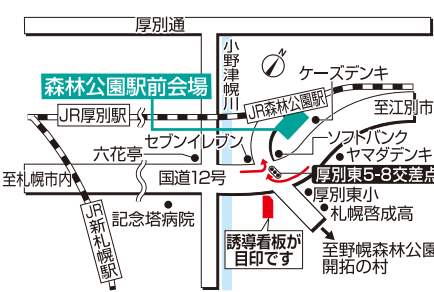 厚別通
小野津幌川
N
ケーズデンキ
森林公園駅前会場
JR森林公園駅
至江別市
JR厚別駅
セブンイレブン
ソフトバンク
六花亭
ヤマダデンキ
至札幌市内
国道12号
厚別東5-8交差点
厚別東小
札幌啓成高
記念塔病院
JR新札幌駅
誘導看板が
目印です
至野幌森林公園
開拓の村